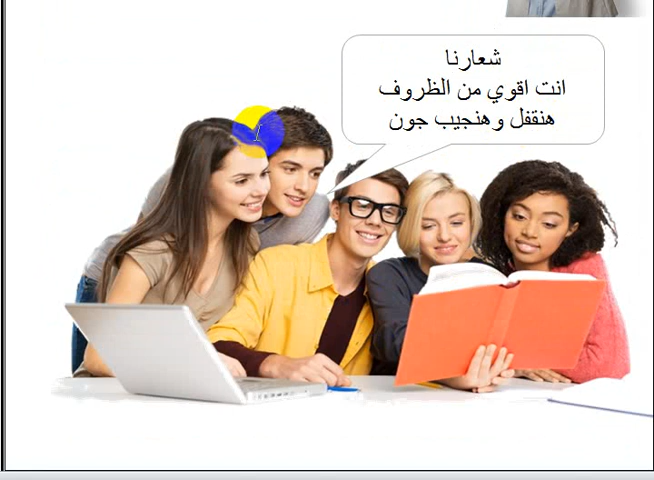 شعارنا
انت اقوي من الظروف
هنقفل وهنجيب جون